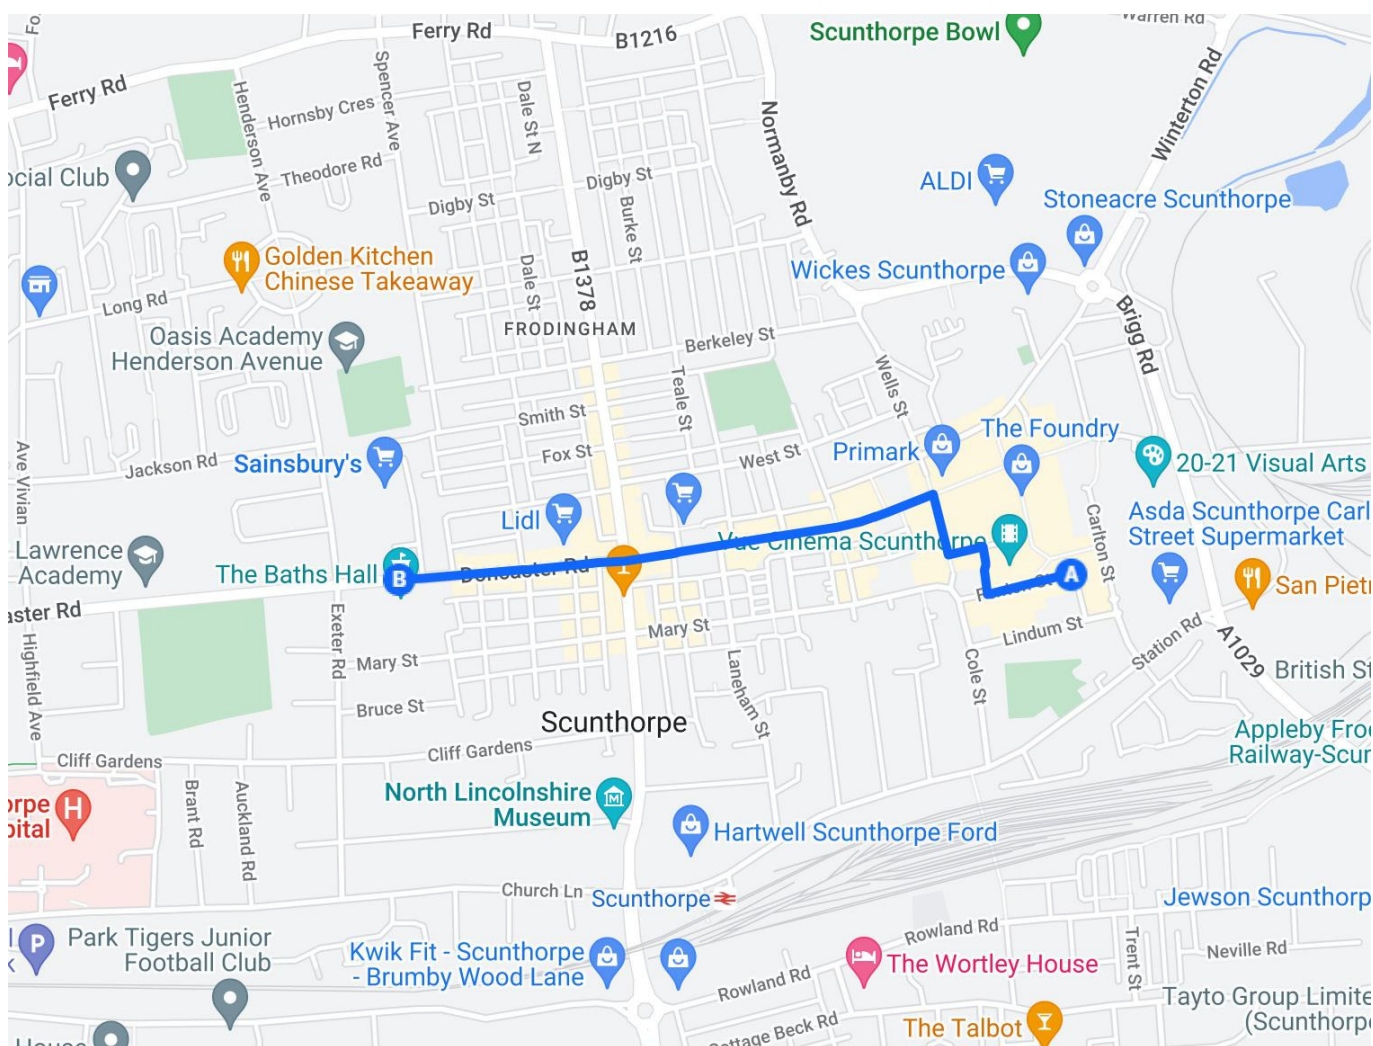 Ferry Rd
B1216
Scunthorpe Bowl
Warren Rd
Ferry Rd
Hornsby Cres
Spencer Ave
Dale St N
Normanby Rd
Winterton Rd
Henderson Ave
ocial Club
Theodore Rd
Digby St
Digby St
Burke St
ALDI
Stoneacre Scunthorpe
Golden Kitchen
Chinese Takeaway
Dale St
B1378
Wickes Scunthorpe
Long Rd
Oasis Academy
Henderson Avenue
FRODINGHAM
Berkeley St
Brigg Rd
Teale St
Wells St
Smith St
The Foundry
Ave Vivian
Jackson Rd
Sainsbury's
Fox St
West St
Primark
20-21 Visual Arts
Lidl
Carlton St
Asda Scunthorpe Carl
Street Supermarket
Lawrence
Academy
The Baths Hall
B
Doncaster Rd
Vue Cinema Scunthorpe
A
San Pietr
aster Rd
Highfield Ave
Exeter Rd
Mary St
Mary St
Lindum St
Station Rd
A1029
British St
Laneham St
Cole St
Bruce St
Scunthorpe
Cliff Gardens
Cliff Gardens
Appleby Fro
Railway-Scun
Brant Rd
Auckland Rd
North Lincolnshire
Museum
orpe
pital
H
Hartwell Scunthorpe Ford
Church Ln
Scunthorpe
Jewson Scunthorp
P
Park Tigers Junior
Football Club
Kwik Fit - Scunthorpe
- Brumby Wood Lane
Rowland Rd
Rowland Rd
The Wortley House
Trent St
Neville Rd
Tayto Group Limite
(Scunthorpe
Cottage Beck Rd
The Talbot
House